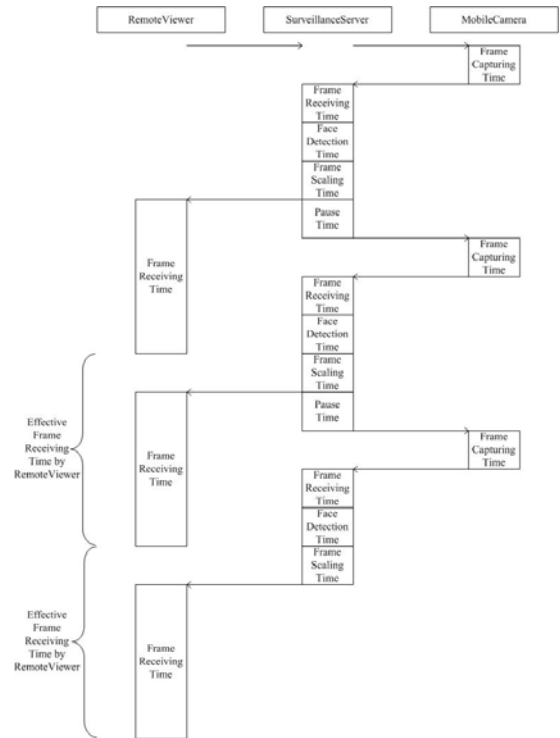 RemoteViewer
SurveillanceServer
MobileCamera
Frame
Capturing
Time
Frame
Receiving
Time
Face
Detection
Time
Frame
Scaling
Time
Pause
Time
Frame
Receiving
Time
Frame
Capturing
Time
Frame
Receiving
Time
Face
Detection
Time
Frame
Scaling
Time
Pause
Time
Effective
Frame
Receiving
Time by
RemoteViewer
Frame
Receiving
Time
Frame
Capturing
Time
Frame
Receiving
Time
Face
Detection
Time
Frame
Scaling
Time
Effective
Frame
Receiving
Time by
RemoteViewer
Frame
Receiving
Time